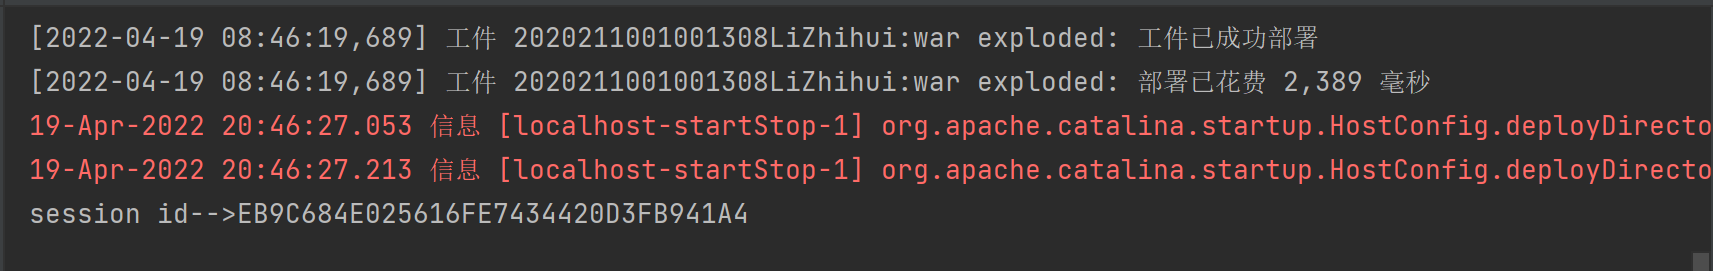 [2022-04-19 08:46:19,689] 工件 2020211001001308LiZhihui:war exploded: 工件已成功部署
[2022-04-19 08:46:19,689] 工件 2020211001001308LiZhihui:war exploded: 部署已花费 2,389 毫秒
19-Apr-2022 20:46:27.053 信息 [localhost-startStop-1] org.apache.catalina.startup.HostConfig.deployDirecto
19-Apr-2022 20:46:27.213 信息 [localhost-startStop-1] org.apache.catalina.startup.HostConfig.deployDirecto
session id-->EB9C684E025616FE7434420D3FB941A4